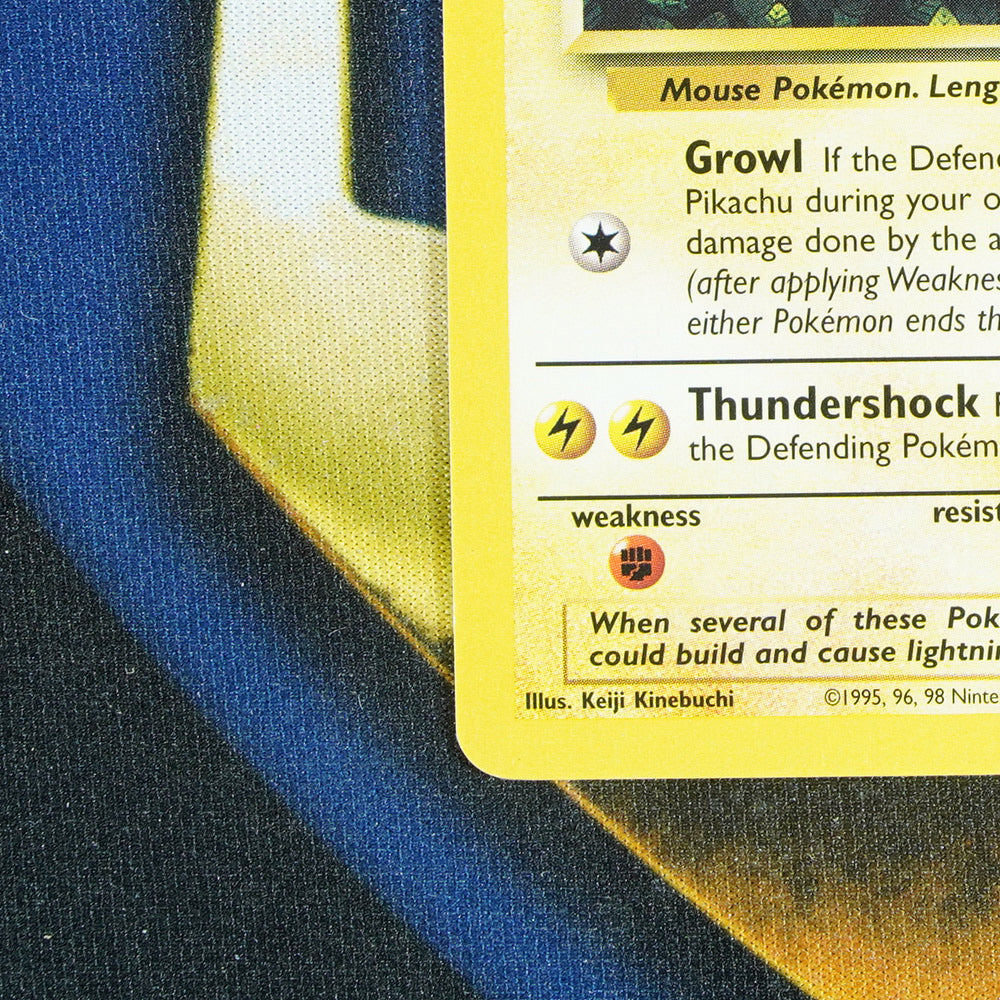 Mouse Pokémon. Leng
Growl If the Defen
Pikachu during your o
damage done by the a
(after applying Weaknes
either Pokémon ends th
Thundershock
the Defending Pokém
weakness resist
When several of these Pok
could build and cause lightnin
Illus. Keiji Kinebuchi ©1995, 96, 98 Ninte